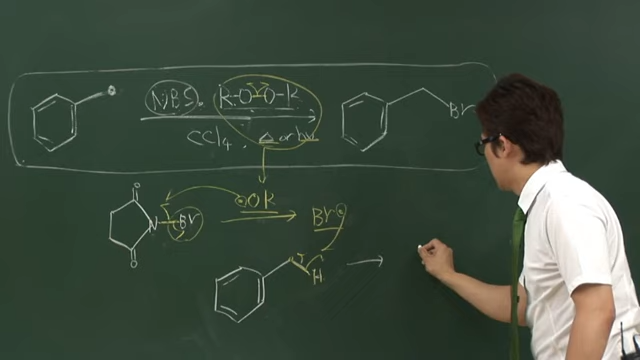 NBS. R-O-O-R
CCl4. △ or hν
Br
O
N-Br
O
•OR
Br•
H